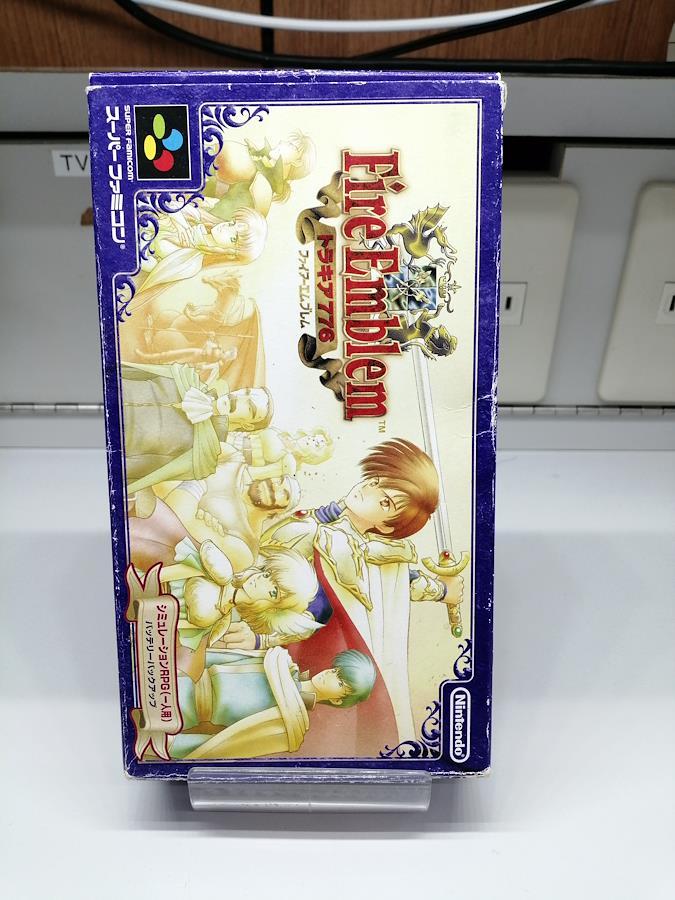 TV
SUPER Famicom
スーパーファミコン®
Fire Emblem™
トラキア776
ファイアーエムブレム
シミュレーションRPG(一人用)
バッテリーバックアップ
Nintendo®